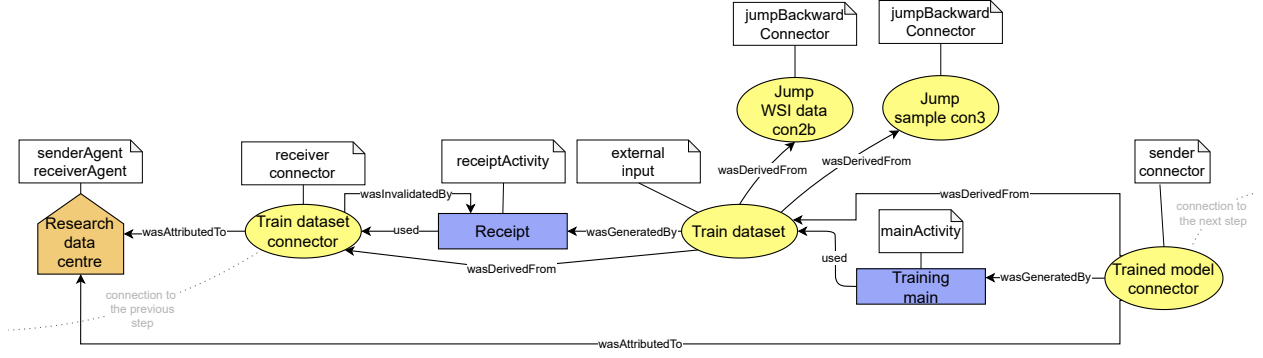 jumpBackward
Connector
jumpBackward
Connector
Jump
WSI data
con2b
Jump
sample con3
senderAgent
receiverAgent
receiver
connector
receiptActivity
external
input
sender
connector
wasDerivedFrom
wasDerivedFrom
wasInvalidatedBy
wasDerivedFrom
connection to
the next step
Research
data
centre
wasAttributedTo
Train dataset
connector
used
Receipt
wasGeneratedBy
Train dataset
mainActivity
used
wasDerivedFrom
Training
main
wasGeneratedBy
Trained model
connector
connection to
the previous
step
wasAttributedTo